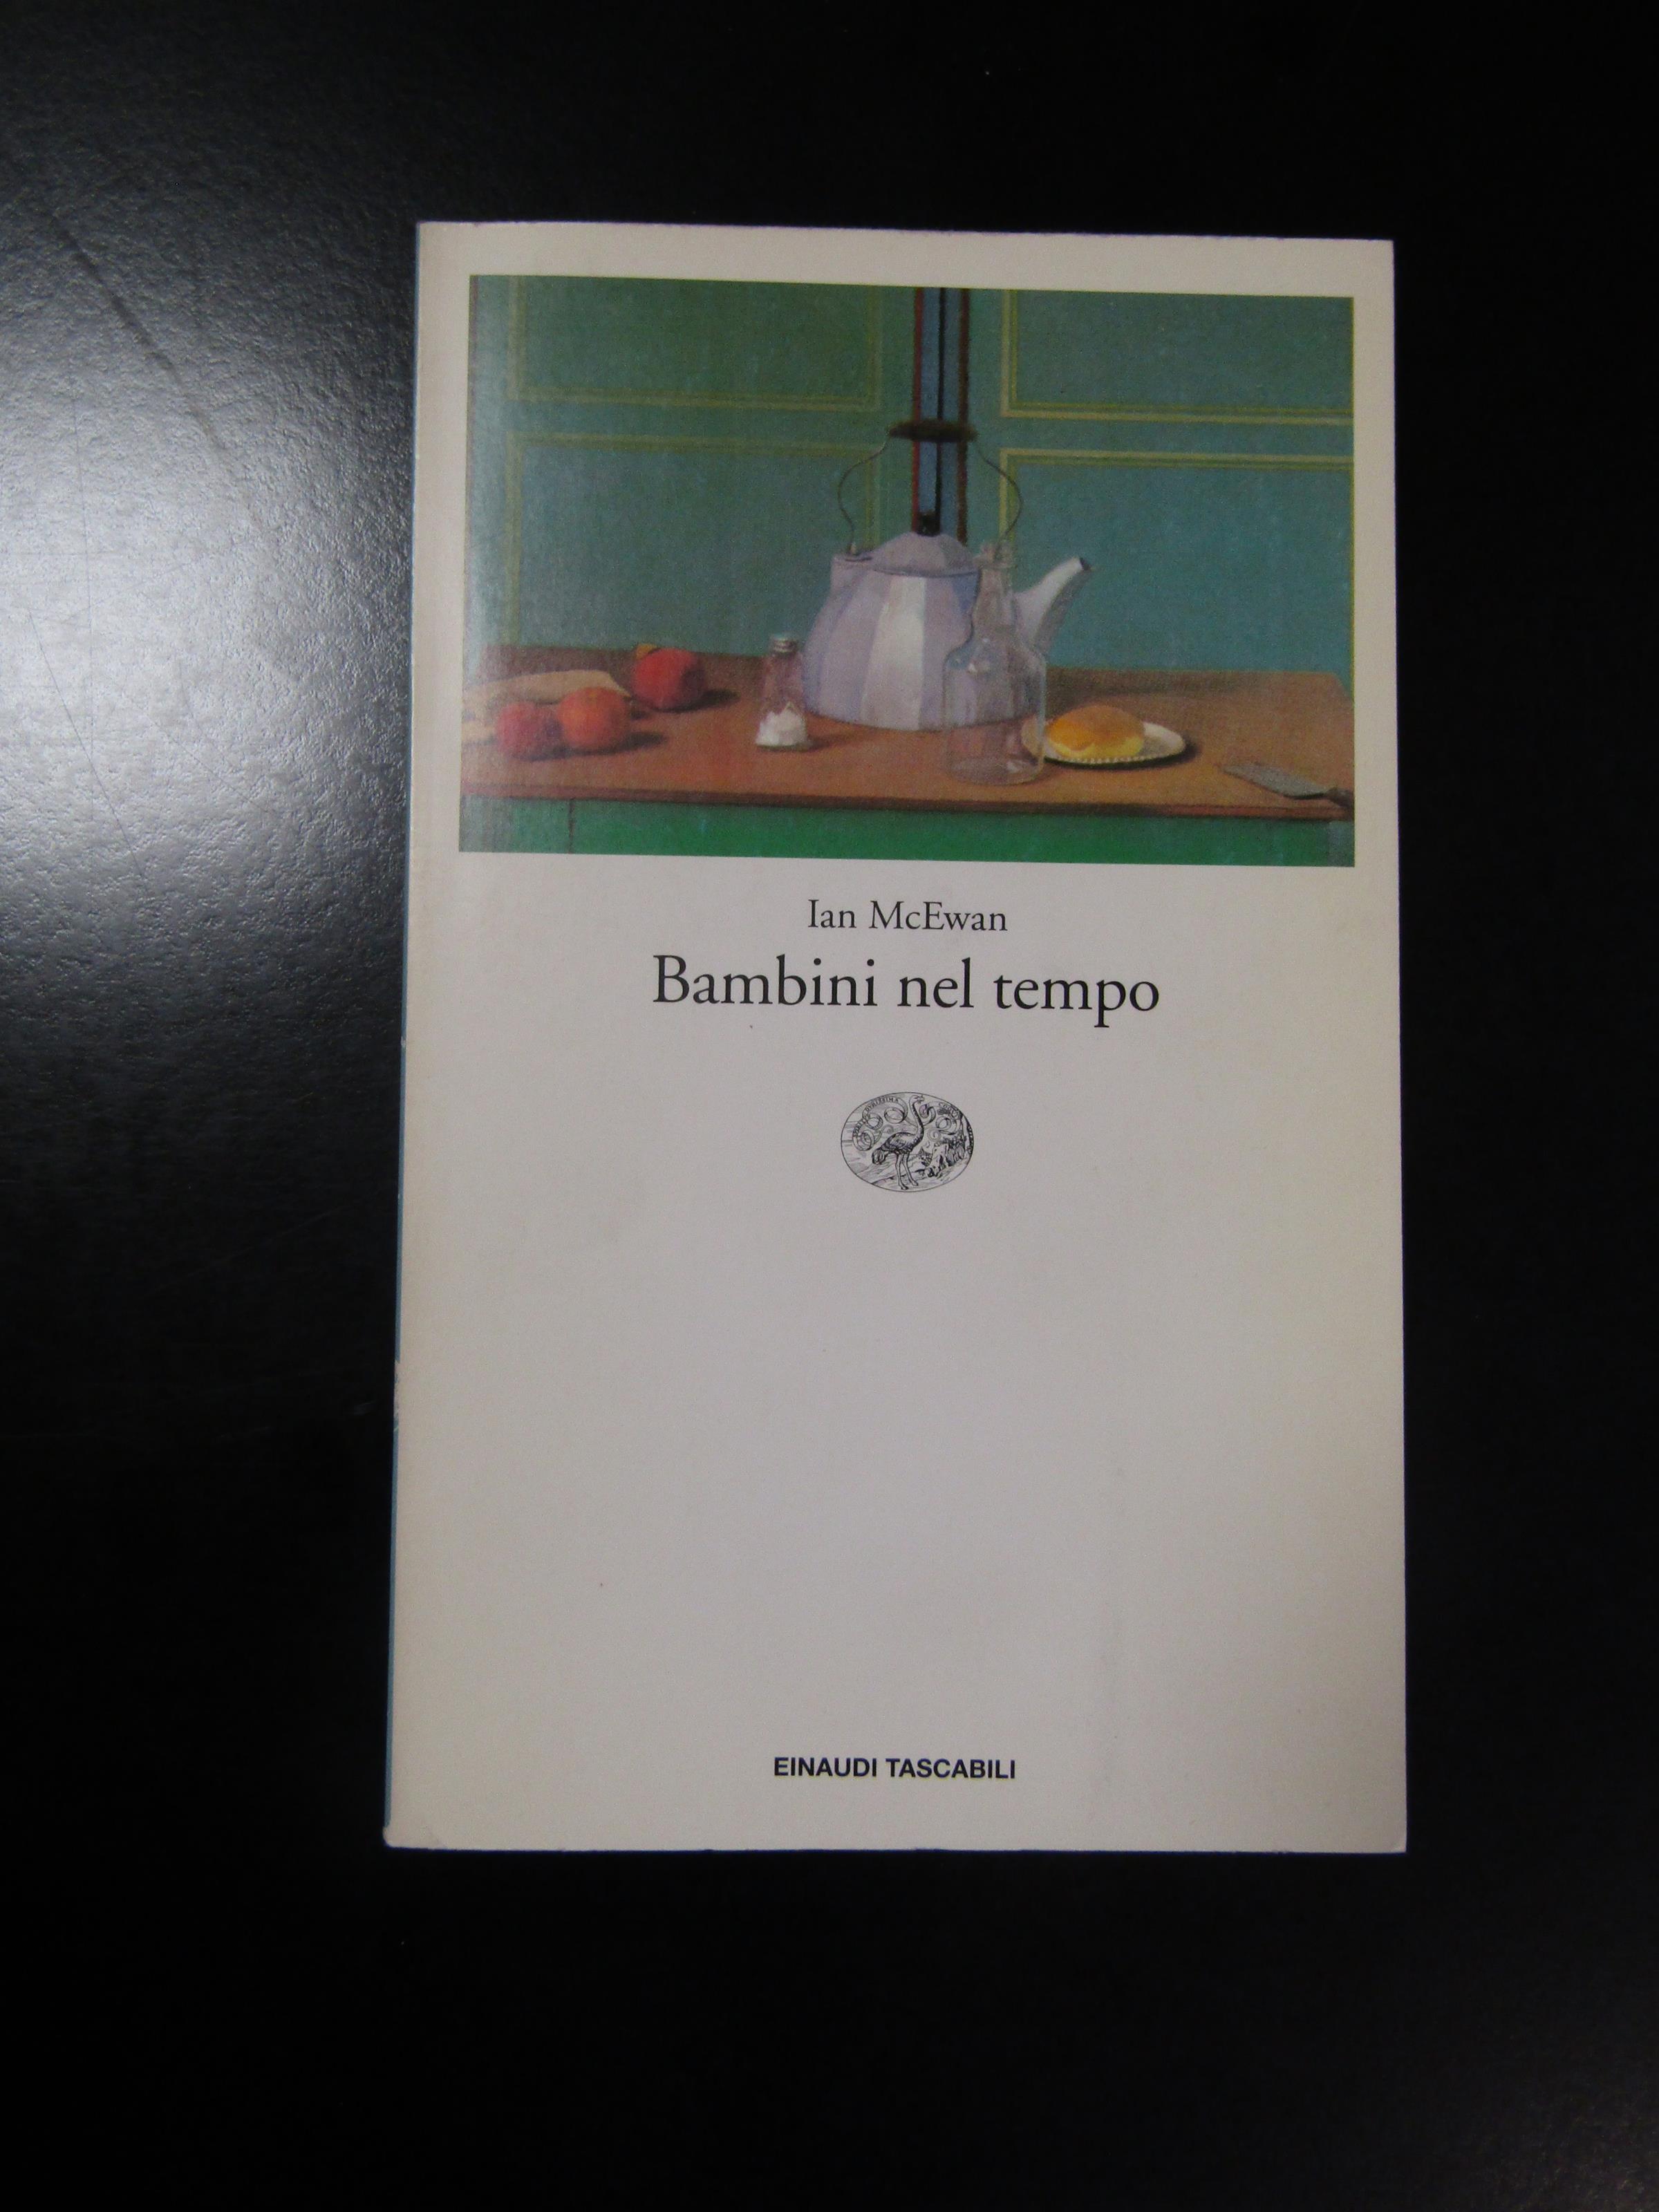 Ian McEwan
Bambini nel tempo
EINAUDI TASCABILI